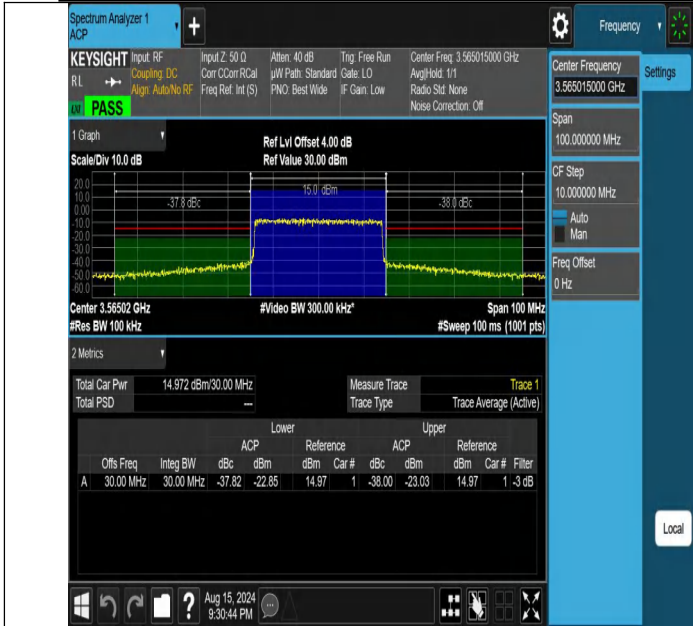 Spectrum Analyzer 1
ACP
Frequency
KEYSIGHT
RL
PASS
Input: RF
Coupling: DC
Align: Auto/No RF
Input Z: 50 Ω
Corr CCorr RCal
Freq Ref: Int (S)
Atten: 40 dB
µW Path: Standard
PNO: Best Wide
Trig: Free Run
Gate: LO
IF Gain: Low
Center Freq: 3.565015000 GHz
Avg|Hold: 1/1
Radio Std: None
Noise Correction: Off
Center Frequency
3.565015000 GHz
Settings
Span
100.000000 MHz
CF Step
10.000000 MHz
Auto
Man
Freq Offset
0 Hz
1 Graph
Scale/Div 10.0 dB
Ref Lvl Offset 4.00 dB
Ref Value 30.00 dBm
20.0
10.0
0.00
-10.0
-20.0
-30.0
-40.0
-50.0
-60.0
-37.8 dBc
15.0 dBm
-38.0 dBc
Center 3.56502 GHz
#Video BW 300.00 kHz*
Span 100 MHz
#Res BW 100 kHz
#Sweep 100 ms (1001 pts)
2 Metrics
Total Car Pwr 14.972 dBm/30.00 MHz
Total PSD ---
Measure Trace Trace 1
Trace Type Trace Average (Active)
Lower Upper
ACP Reference ACP Reference
Offs Freq Integ BW dBc dBm dBm Car # dBc dBm dBm Car # Filter
A 30.00 MHz 30.00 MHz -37.82 -22.85 14.97 1 -38.00 -23.03 14.97 1 -3 dB
Local
?
Aug 15, 2024
9:30:44 PM